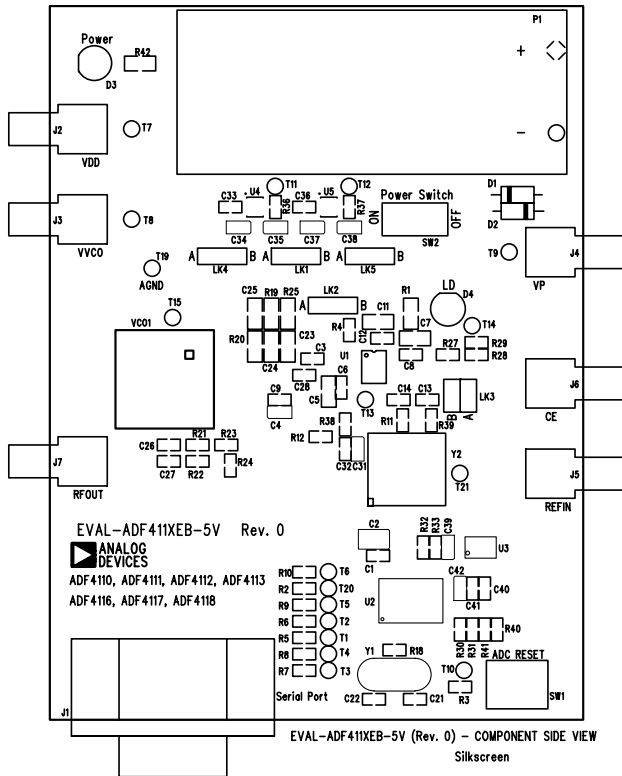 P1
Power
R42
+
D3
-
J2
T7
VDD
T11
T12
Power Switch
D1
C33
U4
R36
C36
U5
R37
ON
OFF
D2
J3
T8
SW2
C34
C35
C37
C38
VVCO
T9
J4
T19
A
B
A
B
A
B
LK4
LK1
LK5
AGND
VP
C25
R19
R25
LK2
R1
LD
T15
A
B
D4
VCO1
R4
C11
T14
R20
C23
C12
C7
R29
C3
U1
R27
R28
C24
C8
C28
C6
J6
C9
C5
C14
C13
LK3
T13
CE
C4
R38
B
A
R12
R11
R39
C26
R21
R23
Y2
J7
R24
J5
C27
R22
C32
C31
T21
RFOUT
REFIN
EVAL-ADF411XEB-5V Rev. 0
C2
R32
R33
C39
ANALOG
DEVICES
U3
C1
ADF4110, ADF4111, ADF4112, ADF4113
R10
T6
C42
R2
T20
C40
ADF4116, ADF4117, ADF4118
R9
T5
U2
C41
R6
T2
R40
R5
T1
Y1
R18
R30
R31
R41
ADC RESET
R8
T4
R7
T3
T10
Serial Port
R3
SW1
C22
C21
J1
EVAL-ADF411XEB-5V (Rev. 0) - COMPONENT SIDE VIEW
Silkscreen